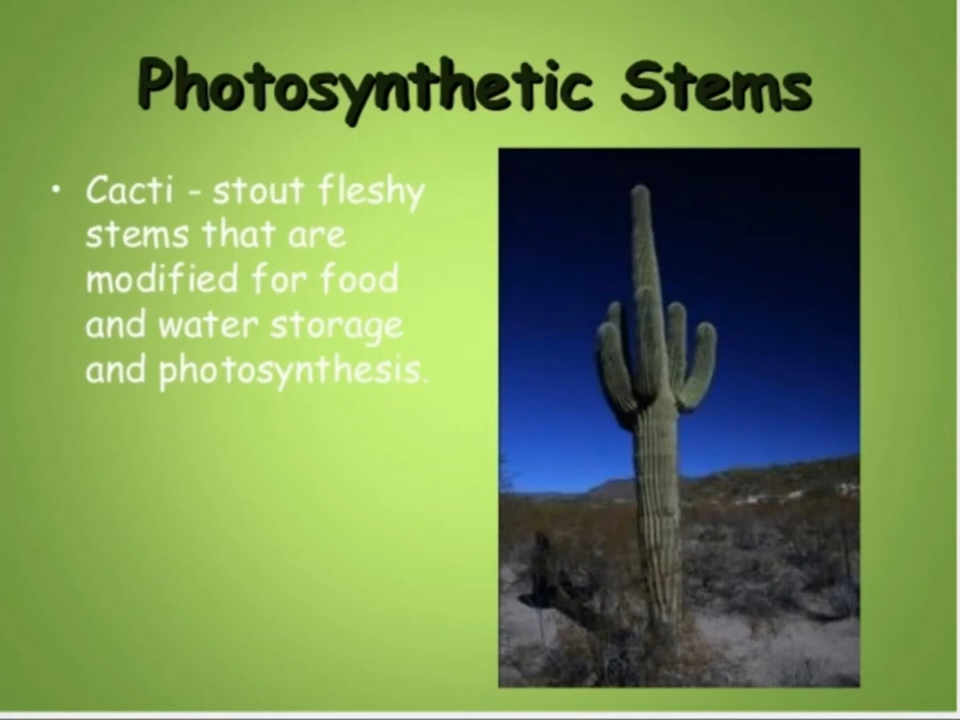 Photosynthetic Stems
• Cacti - stout fleshy
stems that are
modified for food
and water storage
and photosynthesis.